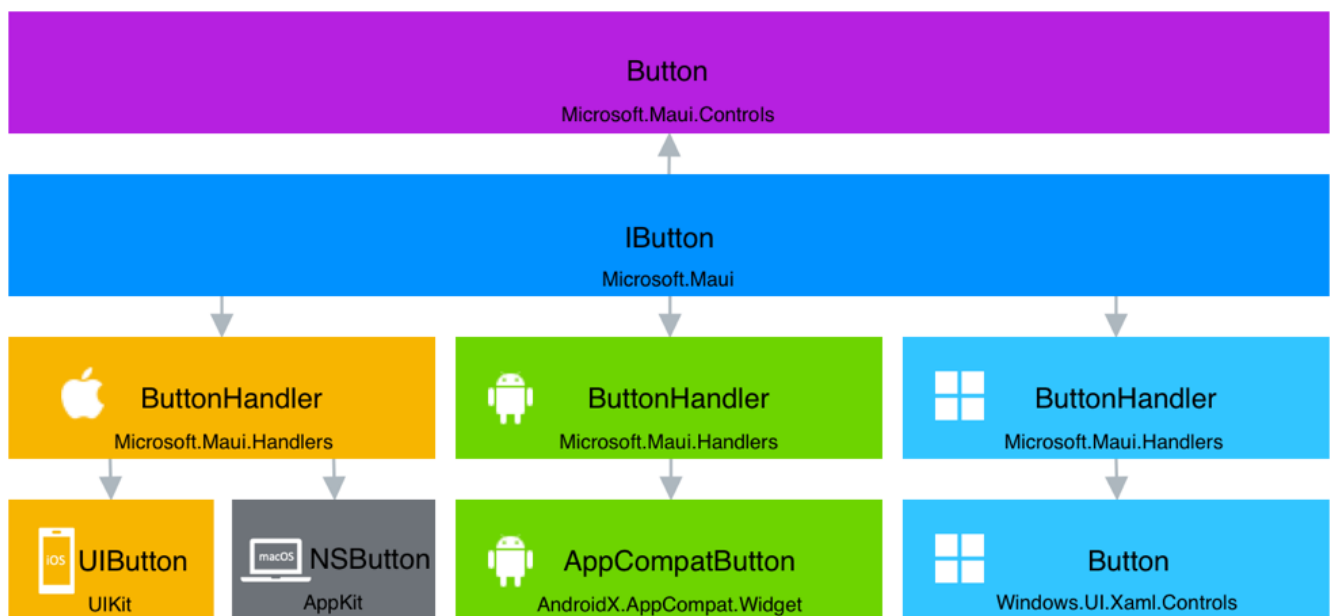 Button
Microsoft.Maui.Controls
IButton
Microsoft.Maui
ButtonHandler
Microsoft.Maui.Handlers
ButtonHandler
Microsoft.Maui.Handlers
ButtonHandler
Microsoft.Maui.Handlers
iOS
UIButton
UIKit
macOS
NSButton
AppKit
AppCompatButton
AndroidX.AppCompat.Widget
Button
Windows.UI.Xaml.Controls